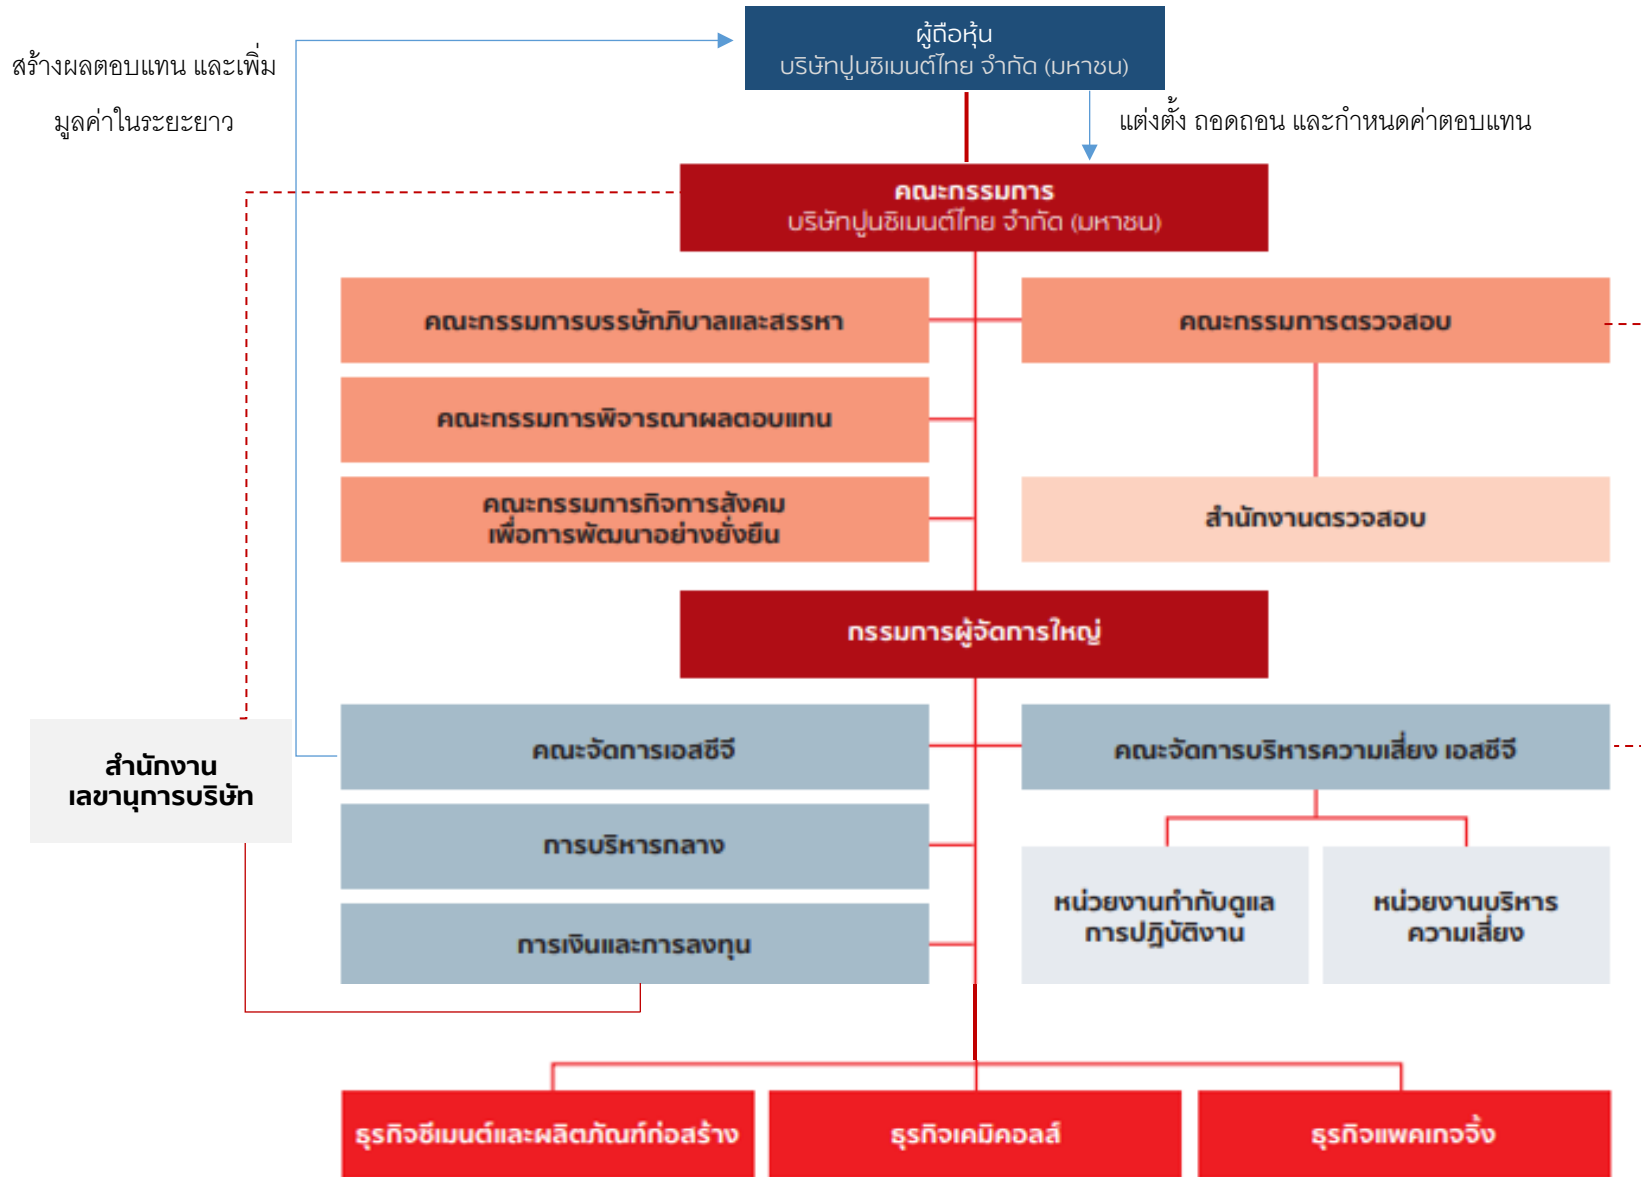 ผู้ถือหุ้น
บริษัทปูนซิเมนต์ไทย จำกัด (มหาชน)
สร้างผลตอบแทน และเพิ่ม
มูลค่าในระยะยาว
แต่งตั้ง ถอดถอน และกำหนดค่าตอบแทน
คณะกรรมการ
บริษัทปูนซิเมนต์ไทย จำกัด (มหาชน)
คณะกรรมการบรรษัทภิบาลและสรรหา
คณะกรรมการตรวจสอบ
คณะกรรมการพิจารณาผลตอบแทน
คณะกรรมการกิจการสังคม
เพื่อการพัฒนาอย่างยั่งยืน
สำนักงานตรวจสอบ
กรรมการผู้จัดการใหญ่
คณะจัดการเอสซีจี
คณะจัดการบริหารความเสี่ยง เอสซีจี
สำนักงาน
เลขานุการบริษัท
การบริหารกลาง
หน่วยงานกำกับดูแล
การปฏิบัติงาน
หน่วยงานบริหาร
ความเสี่ยง
การเงินและการลงทุน
ธุรกิจซีเมนต์และผลิตภัณฑ์ก่อสร้าง
ธุรกิจเคมิคอลส์
ธุรกิจแพคเกจจิ้ง